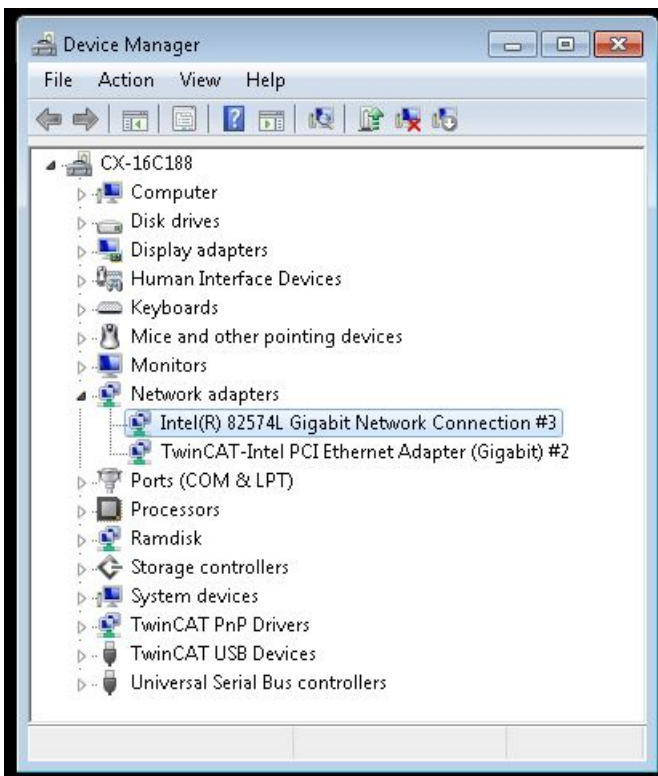 Device Manager
File Action View Help
CX-16C188
Computer
Disk drives
Display adapters
Human Interface Devices
Keyboards
Mice and other pointing devices
Monitors
Network adapters
Intel(R) 82574L Gigabit Network Connection #3
TwinCAT-Intel PCI Ethernet Adapter (Gigabit) #2
Ports (COM & LPT)
Processors
Ramdisk
Storage controllers
System devices
TwinCAT PnP Drivers
TwinCAT USB Devices
Universal Serial Bus controllers